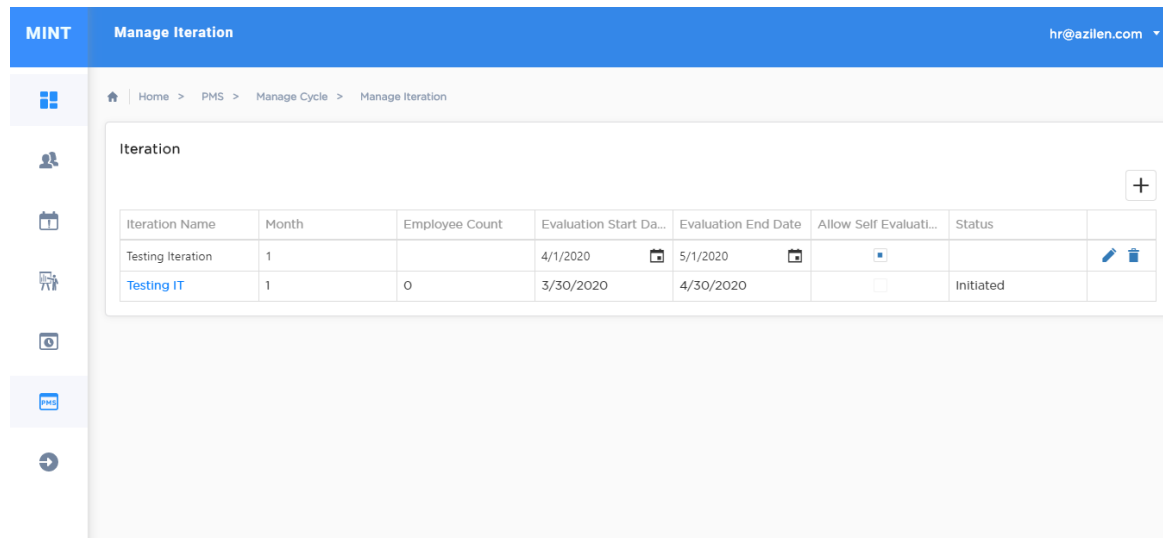 MINT Manage Iteration hr@azilen.com
Home > PMS > Manage Cycle > Manage Iteration
Iteration
Iteration Name Month Employee Count Evaluation Start Da... Evaluation End Date Allow Self Evaluati... Status
Testing Iteration 1 4/1/2020 5/1/2020
Testing IT 1 0 3/30/2020 4/30/2020 Initiated
PMS